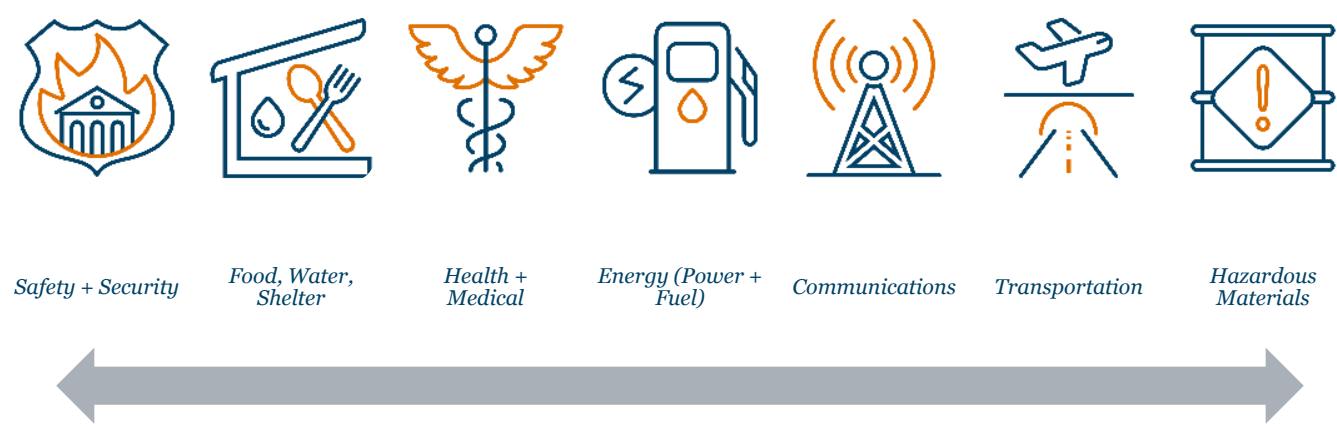 Safety + Security
Food, Water,
Shelter
Health +
Medical
Energy (Power +
Fuel)
Communications
Transportation
Hazardous
Materials